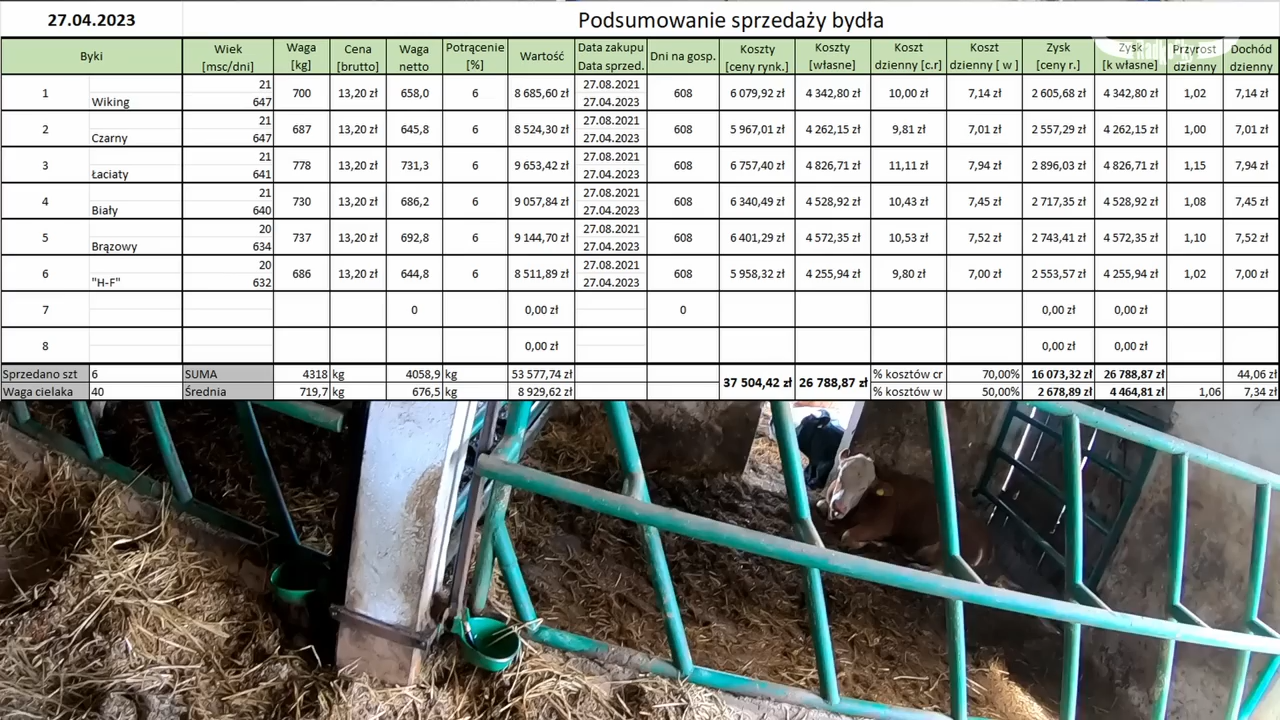 27.04.2023 Podsumowanie sprzedaży bydła
Byki Wiek [msc/dni] Waga [kg] Cena [brutto] Waga netto Potrącenie [%] Wartość Data zakupu Data sprzed. Dni na gosp. Koszty [ceny rynk.] Koszty [własne] Koszt dzienny [c.r] Koszt dzienny [ w ] Zysk [ceny r.] Zysk [k własne] Przyrost dzienny Dochód dzienny
1 Wiking 21 647 700 13,20 zł 658,0 6 8 685,60 zł 27.08.2021 27.04.2023 608 6 079,92 zł 4 342,80 zł 10,00 zł 7,14 zł 2 605,68 zł 4 342,80 zł 1,02 7,14 zł
2 Czarny 21 647 687 13,20 zł 645,8 6 8 524,30 zł 27.08.2021 27.04.2023 608 5 967,01 zł 4 262,15 zł 9,81 zł 7,01 zł 2 557,29 zł 4 262,15 zł 1,00 7,01 zł
3 Łaciaty 21 641 778 13,20 zł 731,3 6 9 653,42 zł 27.08.2021 27.04.2023 608 6 757,40 zł 4 826,71 zł 11,11 zł 7,94 zł 2 896,03 zł 4 826,71 zł 1,15 7,94 zł
4 Biały 21 640 730 13,20 zł 686,2 6 9 057,84 zł 27.08.2021 27.04.2023 608 6 340,49 zł 4 528,92 zł 10,43 zł 7,45 zł 2 717,35 zł 4 528,92 zł 1,08 7,45 zł
5 Brązowy 20 634 737 13,20 zł 692,8 6 9 144,70 zł 27.08.2021 27.04.2023 608 6 401,29 zł 4 572,35 zł 10,53 zł 7,52 zł 2 743,41 zł 4 572,35 zł 1,10 7,52 zł
6 "H-F" 20 632 686 13,20 zł 644,8 6 8 511,89 zł 27.08.2021 27.04.2023 608 5 958,32 zł 4 255,94 zł 9,80 zł 7,00 zł 2 553,57 zł 4 255,94 zł 1,02 7,00 zł
7 0 0,00 zł 0 0,00 zł 0,00 zł
8 0,00 zł 0,00 zł 0,00 zł
Sprzedano szt 6 SUMA 4318 kg 4058,9 kg 53 577,74 zł 37 504,42 zł 26 788,87 zł % kosztów cr 70,00% 16 073,32 zł 26 788,87 zł 44,06 zł
Waga cielaka 40 Średnia 719,7 kg 676,5 kg 8 929,62 zł % kosztów w 50,00% 2 678,89 zł 4 464,81 zł 1,06 7,34 zł